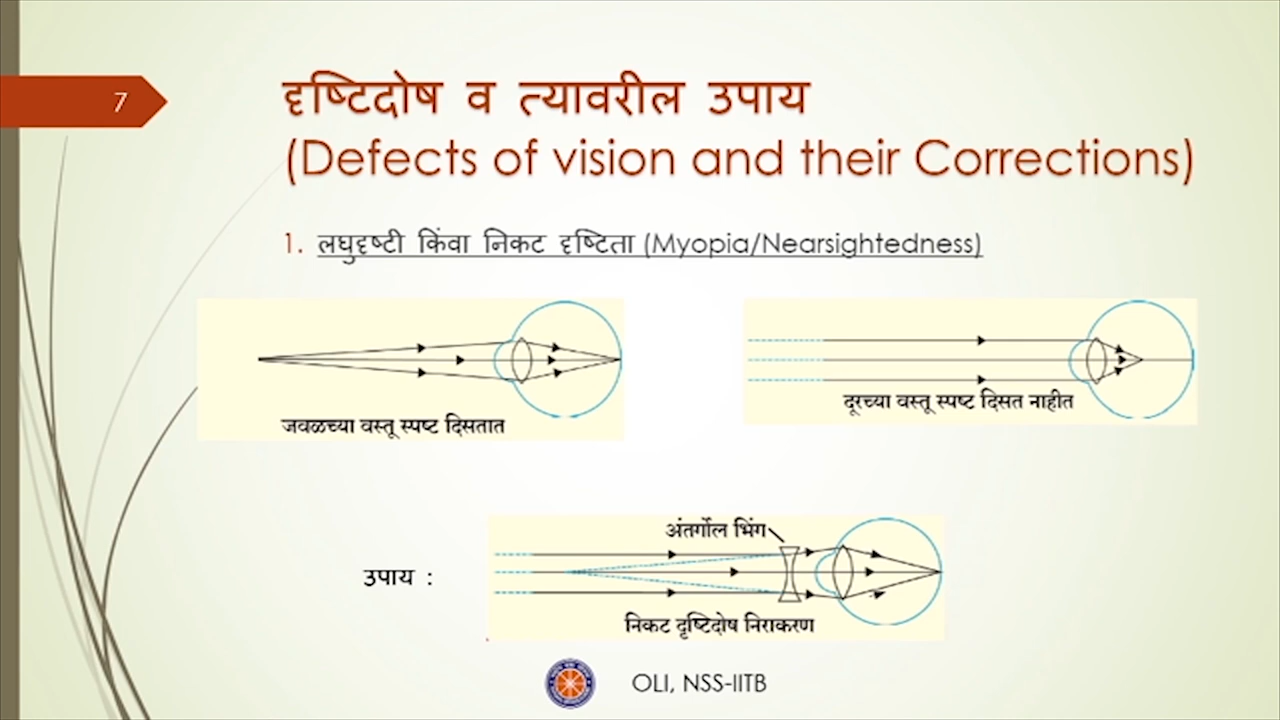 7
दृष्टिदोष व त्यावरील उपाय
(Defects of vision and their Corrections)
1. लघुदृष्टी किंवा निकट दृष्टिता (Myopia/Nearsightedness)
जवळच्या वस्तू स्पष्ट दिसतात
दूरच्या वस्तू स्पष्ट दिसत नाहीत
अंतर्गोल भिंग
उपाय :
निकट दृष्टिदोष निराकरण
OLI, NSS-IITB